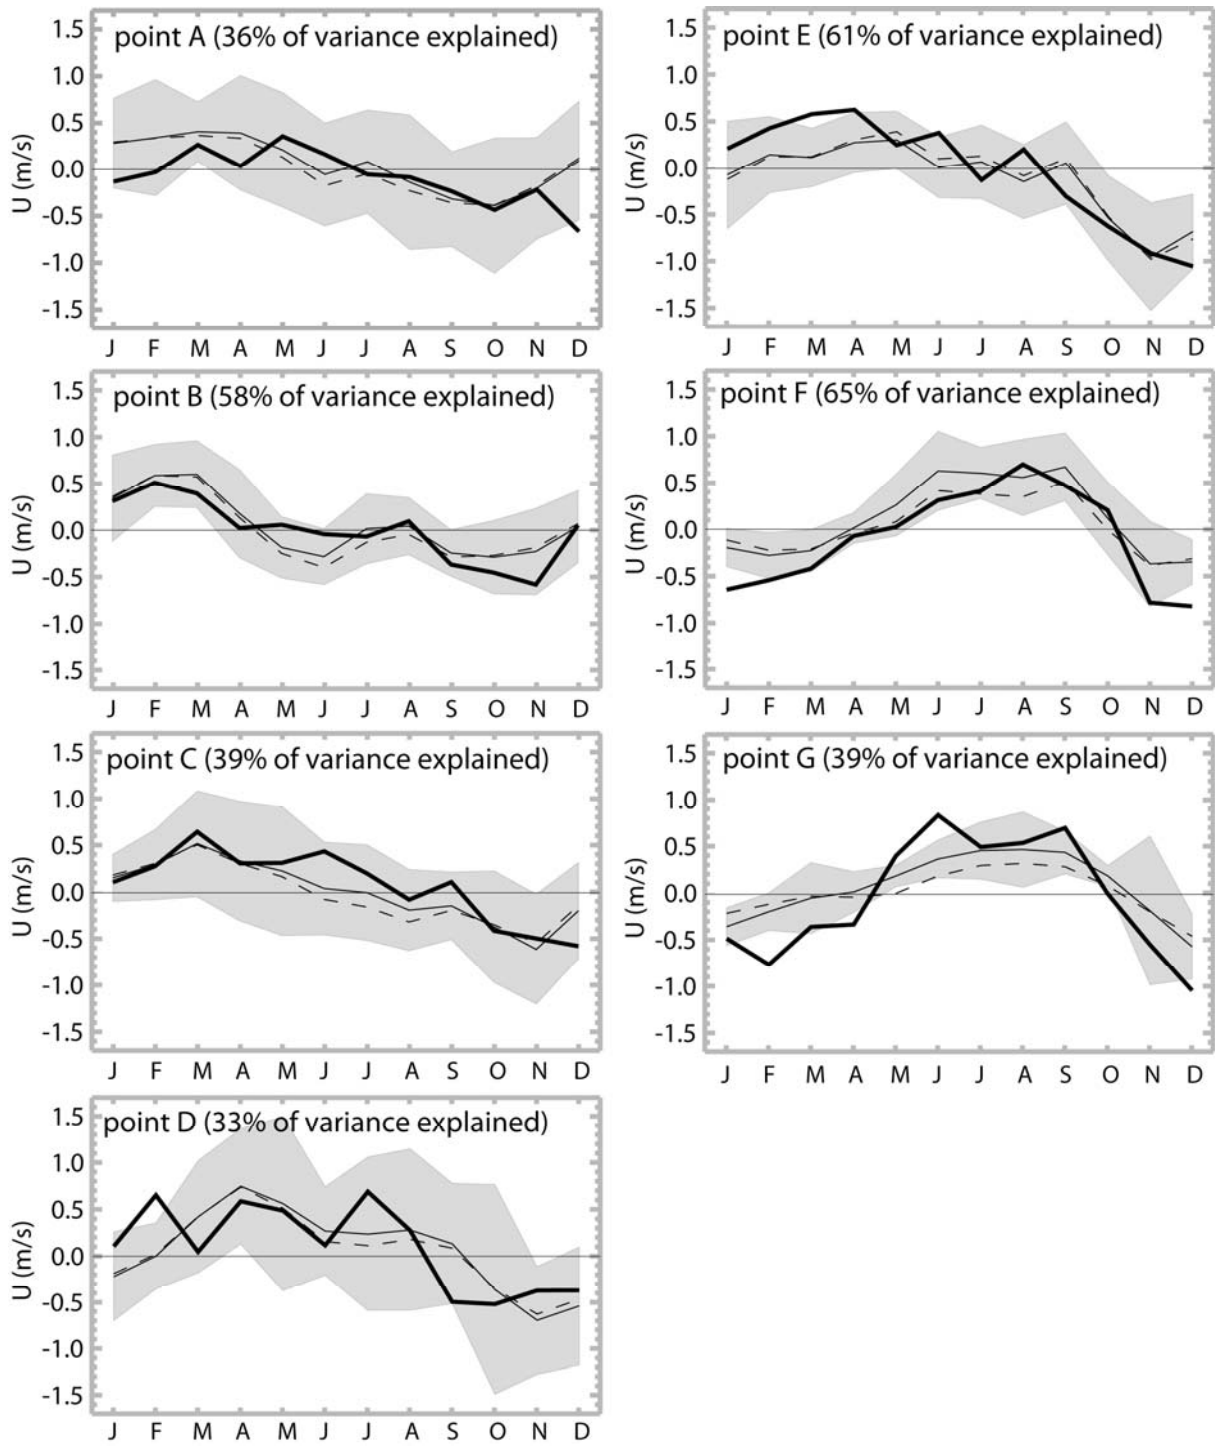 point A (36% of variance explained)
1.5
1.0
0.5
0.0
-0.5
-1.0
-1.5
U (m/s)
J F M A M J J A S O N D
point B (58% of variance explained)
1.5
1.0
0.5
0.0
-0.5
-1.0
-1.5
U (m/s)
J F M A M J J A S O N D
point C (39% of variance explained)
1.5
1.0
0.5
0.0
-0.5
-1.0
-1.5
U (m/s)
J F M A M J J A S O N D
point D (33% of variance explained)
1.5
1.0
0.5
0.0
-0.5
-1.0
-1.5
U (m/s)
J F M A M J J A S O N D
point E (61% of variance explained)
1.5
1.0
0.5
0.0
-0.5
-1.0
-1.5
U (m/s)
J F M A M J J A S O N D
point F (65% of variance explained)
1.5
1.0
0.5
0.0
-0.5
-1.0
-1.5
U (m/s)
J F M A M J J A S O N D
point G (39% of variance explained)
1.5
1.0
0.5
0.0
-0.5
-1.0
-1.5
U (m/s)
J F M A M J J A S O N D